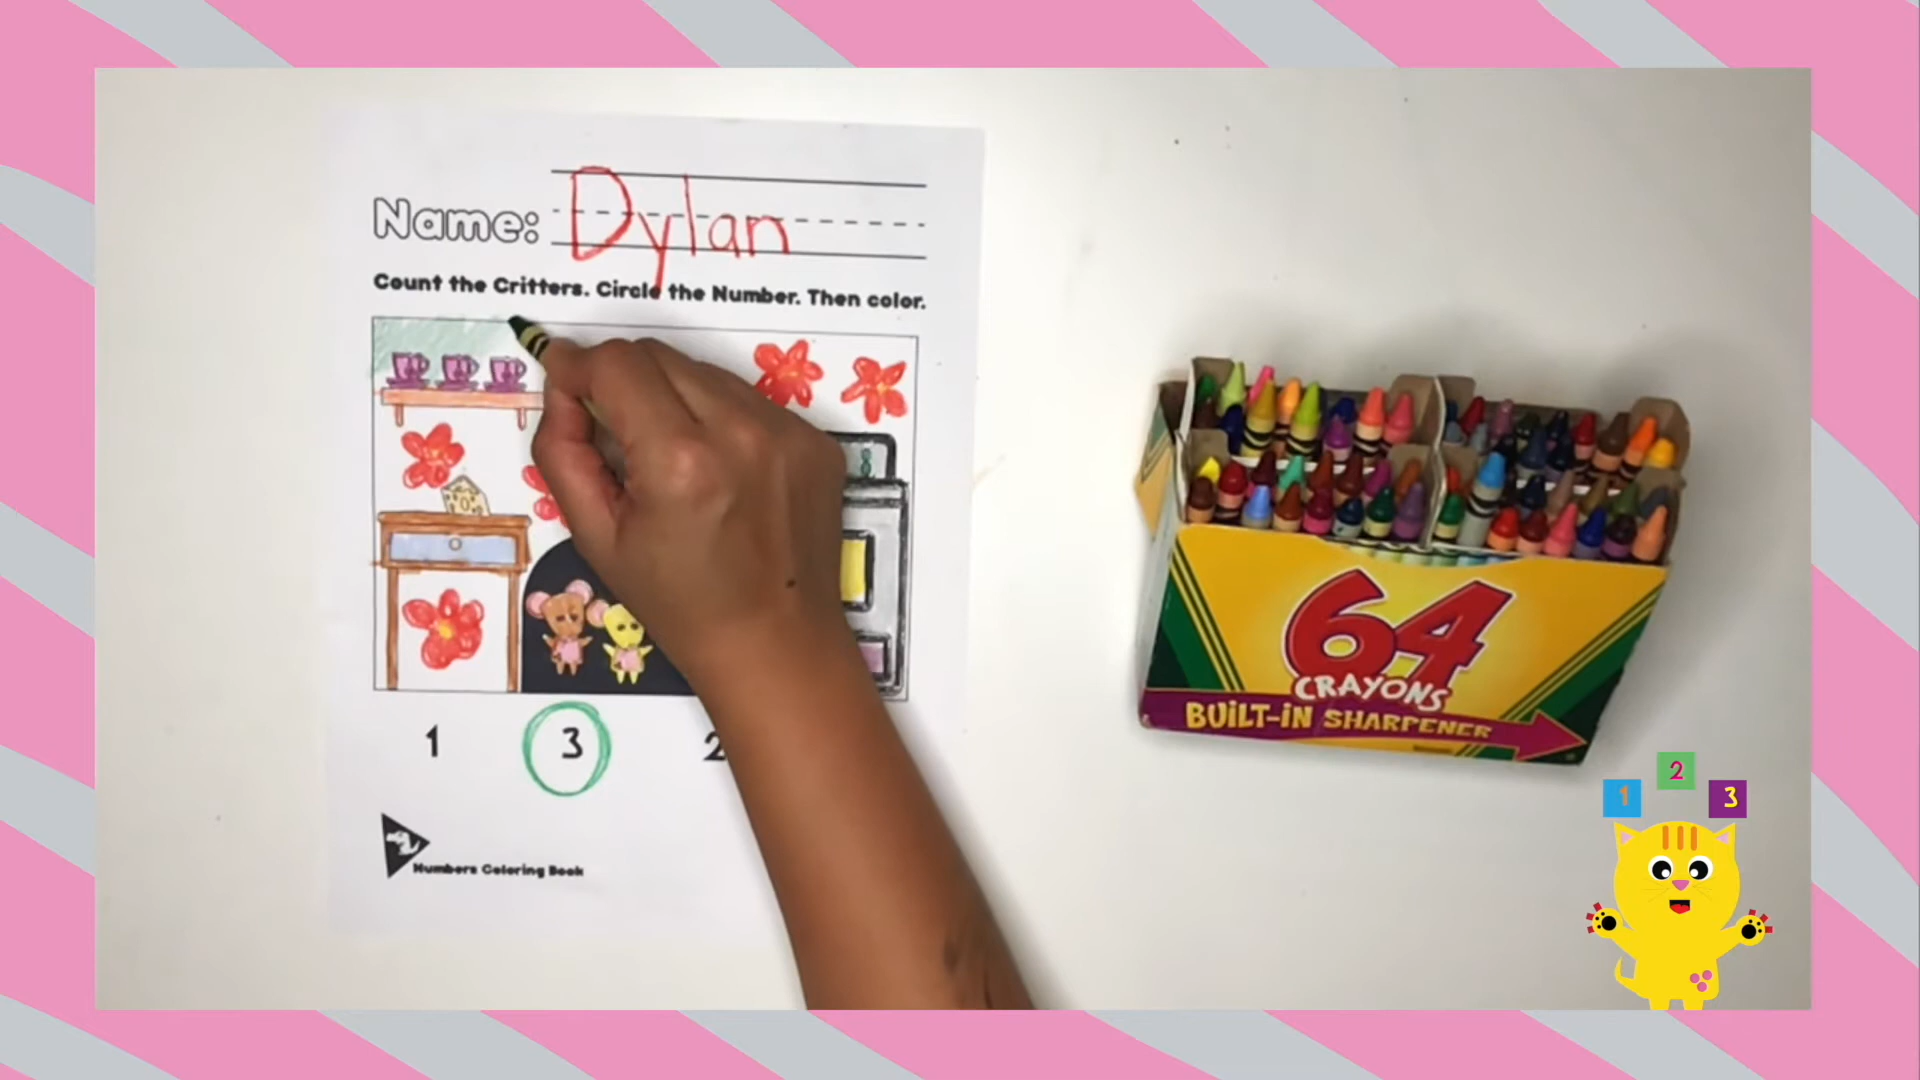 Name: Dylan
Count the Critters. Circle the Number. Then color.
1 3 2
Numbers Coloring Book
64
CRAYONS
BUILT-IN SHARPENER
2
1 3